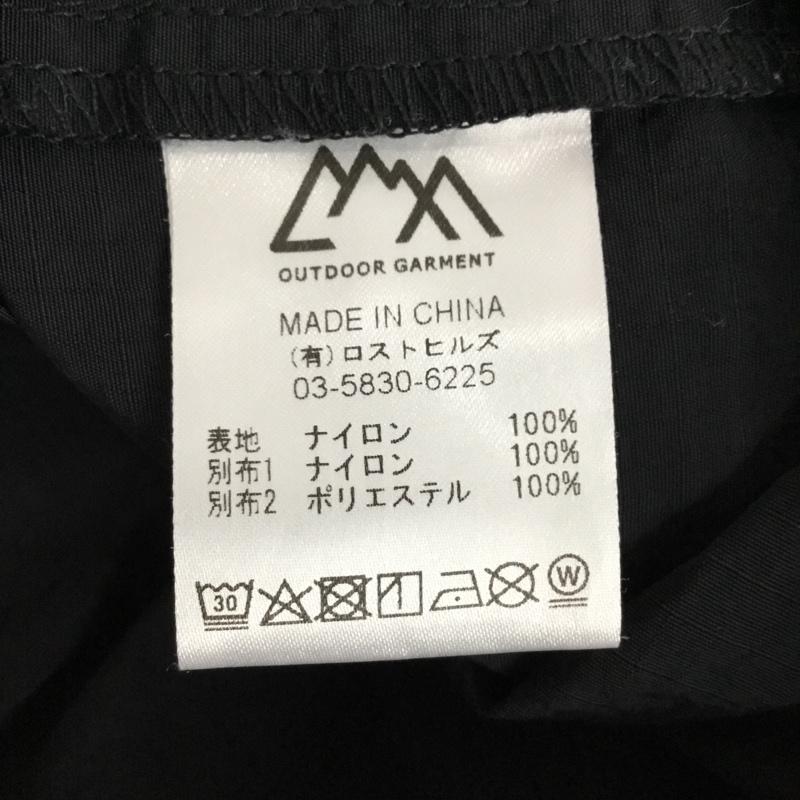 OUTDOOR GARMENT
MADE IN CHINA
(有)ロストヒルズ
03-5830-6225
表地 ナイロン 100%
別布1 ナイロン 100%
別布2 ポリエステル 100%
30 W